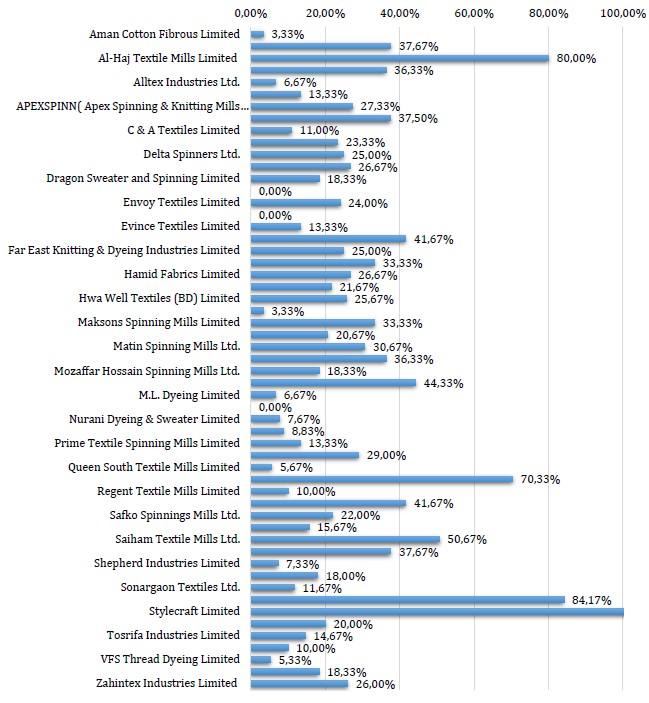 0,00% 20,00% 40,00% 60,00% 80,00% 100,00%
Aman Cotton Fibrous Limited 3,33%
37,67%
Al-Haj Textile Mills Limited 80,00%
36,33%
Alltex Industries Ltd. 6,67%
13,33%
APEXSPINN( Apex Spinning & Knitting Mills... 27,33%
37,50%
C & A Textiles Limited 11,00%
23,33%
Delta Spinners Ltd. 25,00%
26,67%
Dragon Sweater and Spinning Limited 18,33%
0,00%
Envoy Textiles Limited 24,00%
0,00%
Evince Textiles Limited 13,33%
41,67%
Far East Knitting & Dyeing Industries Limited 25,00%
33,33%
Hamid Fabrics Limited 26,67%
21,67%
Hwa Well Textiles (BD) Limited 25,67%
3,33%
Maksons Spinning Mills Limited 33,33%
20,67%
Matin Spinning Mills Ltd. 30,67%
36,33%
Mozaffar Hossain Spinning Mills Ltd. 18,33%
44,33%
M.L. Dyeing Limited 6,67%
0,00%
Nurani Dyeing & Sweater Limited 7,67%
8,83%
Prime Textile Spinning Mills Limited 13,33%
29,00%
Queen South Textile Mills Limited 5,67%
70,33%
Regent Textile Mills Limited 10,00%
41,67%
Safko Spinnings Mills Ltd. 22,00%
15,67%
Saiham Textile Mills Ltd. 50,67%
37,67%
Shepherd Industries Limited 7,33%
18,00%
Sonargaon Textiles Ltd. 11,67%
84,17%
Stylecraft Limited
20,00%
Tosrifa Industries Limited 14,67%
10,00%
VFS Thread Dyeing Limited 5,33%
18,33%
Zahintex Industries Limited 26,00%